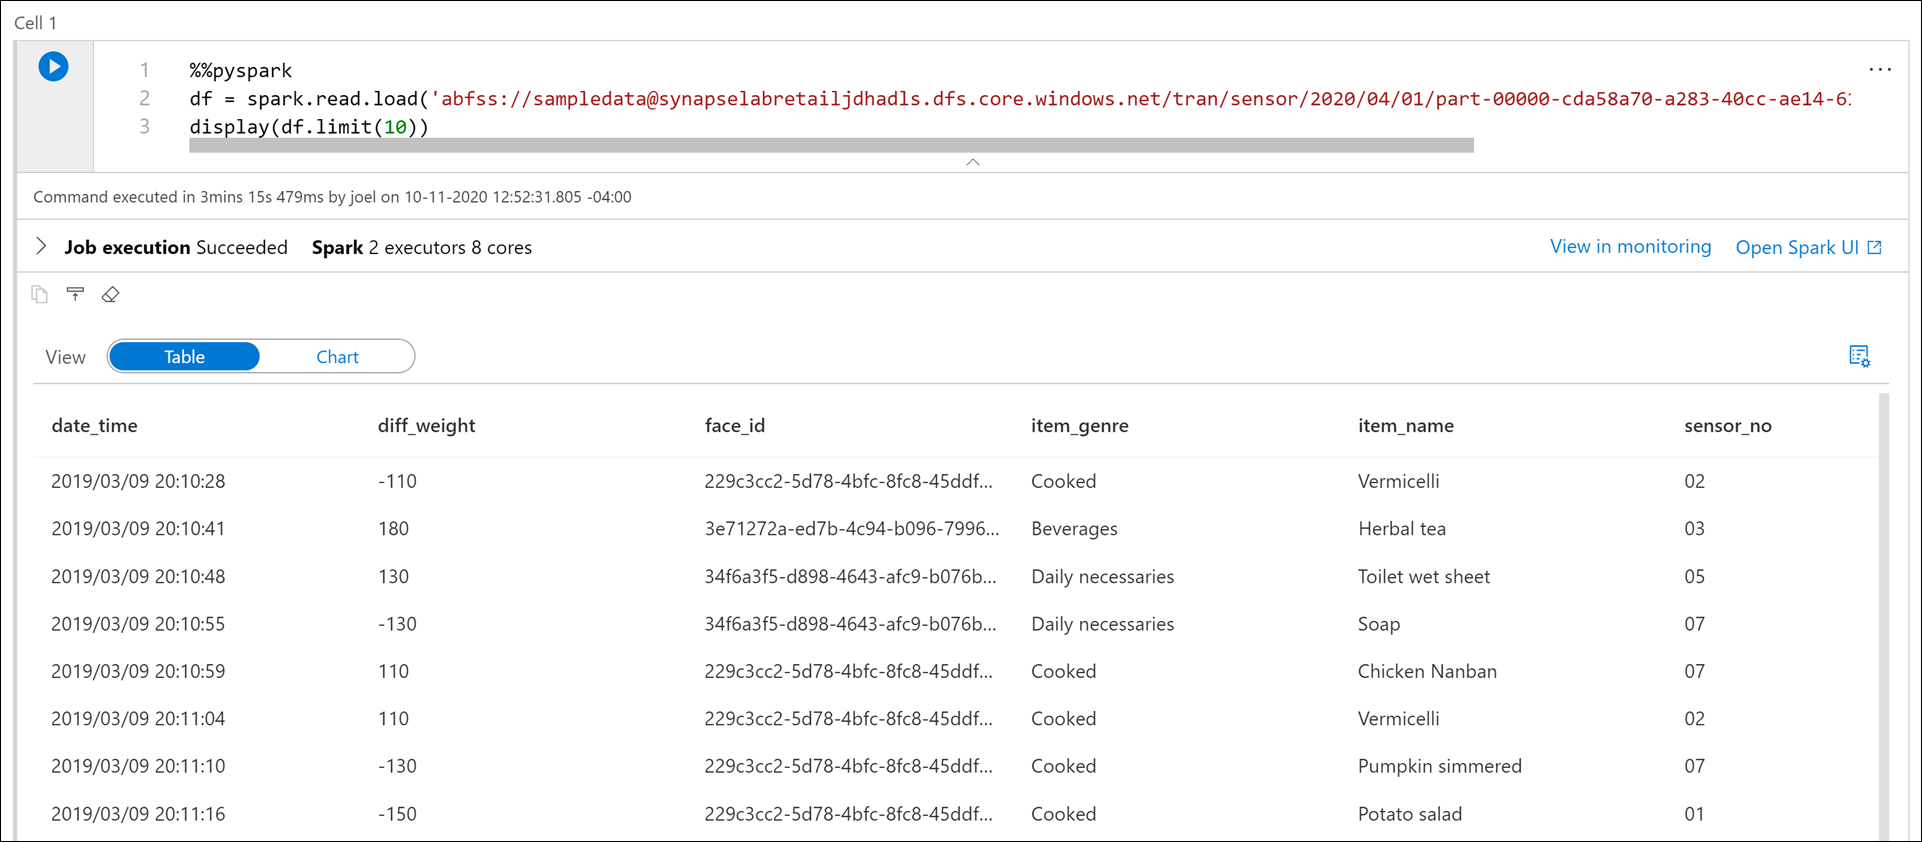 Cell 1
1 %%pyspark
2 df = spark.read.load('abfss://sampledata@synapselabretailjdhadls.dfs.core.windows.net/tran/sensor/2020/04/01/part-00000-cda58a70-a283-40cc-ae14-6
3 display(df.limit(10))
Command executed in 3mins 15s 479ms by joel on 10-11-2020 12:52:31.805 -04:00
Job execution Succeeded Spark 2 executors 8 cores View in monitoring Open Spark UI
View Table Chart
date_time diff_weight face_id item_genre item_name sensor_no
2019/03/09 20:10:28 -110 229c3cc2-5d78-4bfc-8fc8-45ddf... Cooked Vermicelli 02
2019/03/09 20:10:41 180 3e71272a-ed7b-4c94-b096-7996... Beverages Herbal tea 03
2019/03/09 20:10:48 130 34f6a3f5-d898-4643-afc9-b076b... Daily necessaries Toilet wet sheet 05
2019/03/09 20:10:55 -130 34f6a3f5-d898-4643-afc9-b076b... Daily necessaries Soap 07
2019/03/09 20:10:59 110 229c3cc2-5d78-4bfc-8fc8-45ddf... Cooked Chicken Nanban 07
2019/03/09 20:11:04 110 229c3cc2-5d78-4bfc-8fc8-45ddf... Cooked Vermicelli 02
2019/03/09 20:11:10 -130 229c3cc2-5d78-4bfc-8fc8-45ddf... Cooked Pumpkin simmered 07
2019/03/09 20:11:16 -150 229c3cc2-5d78-4bfc-8fc8-45ddf... Cooked Potato salad 01